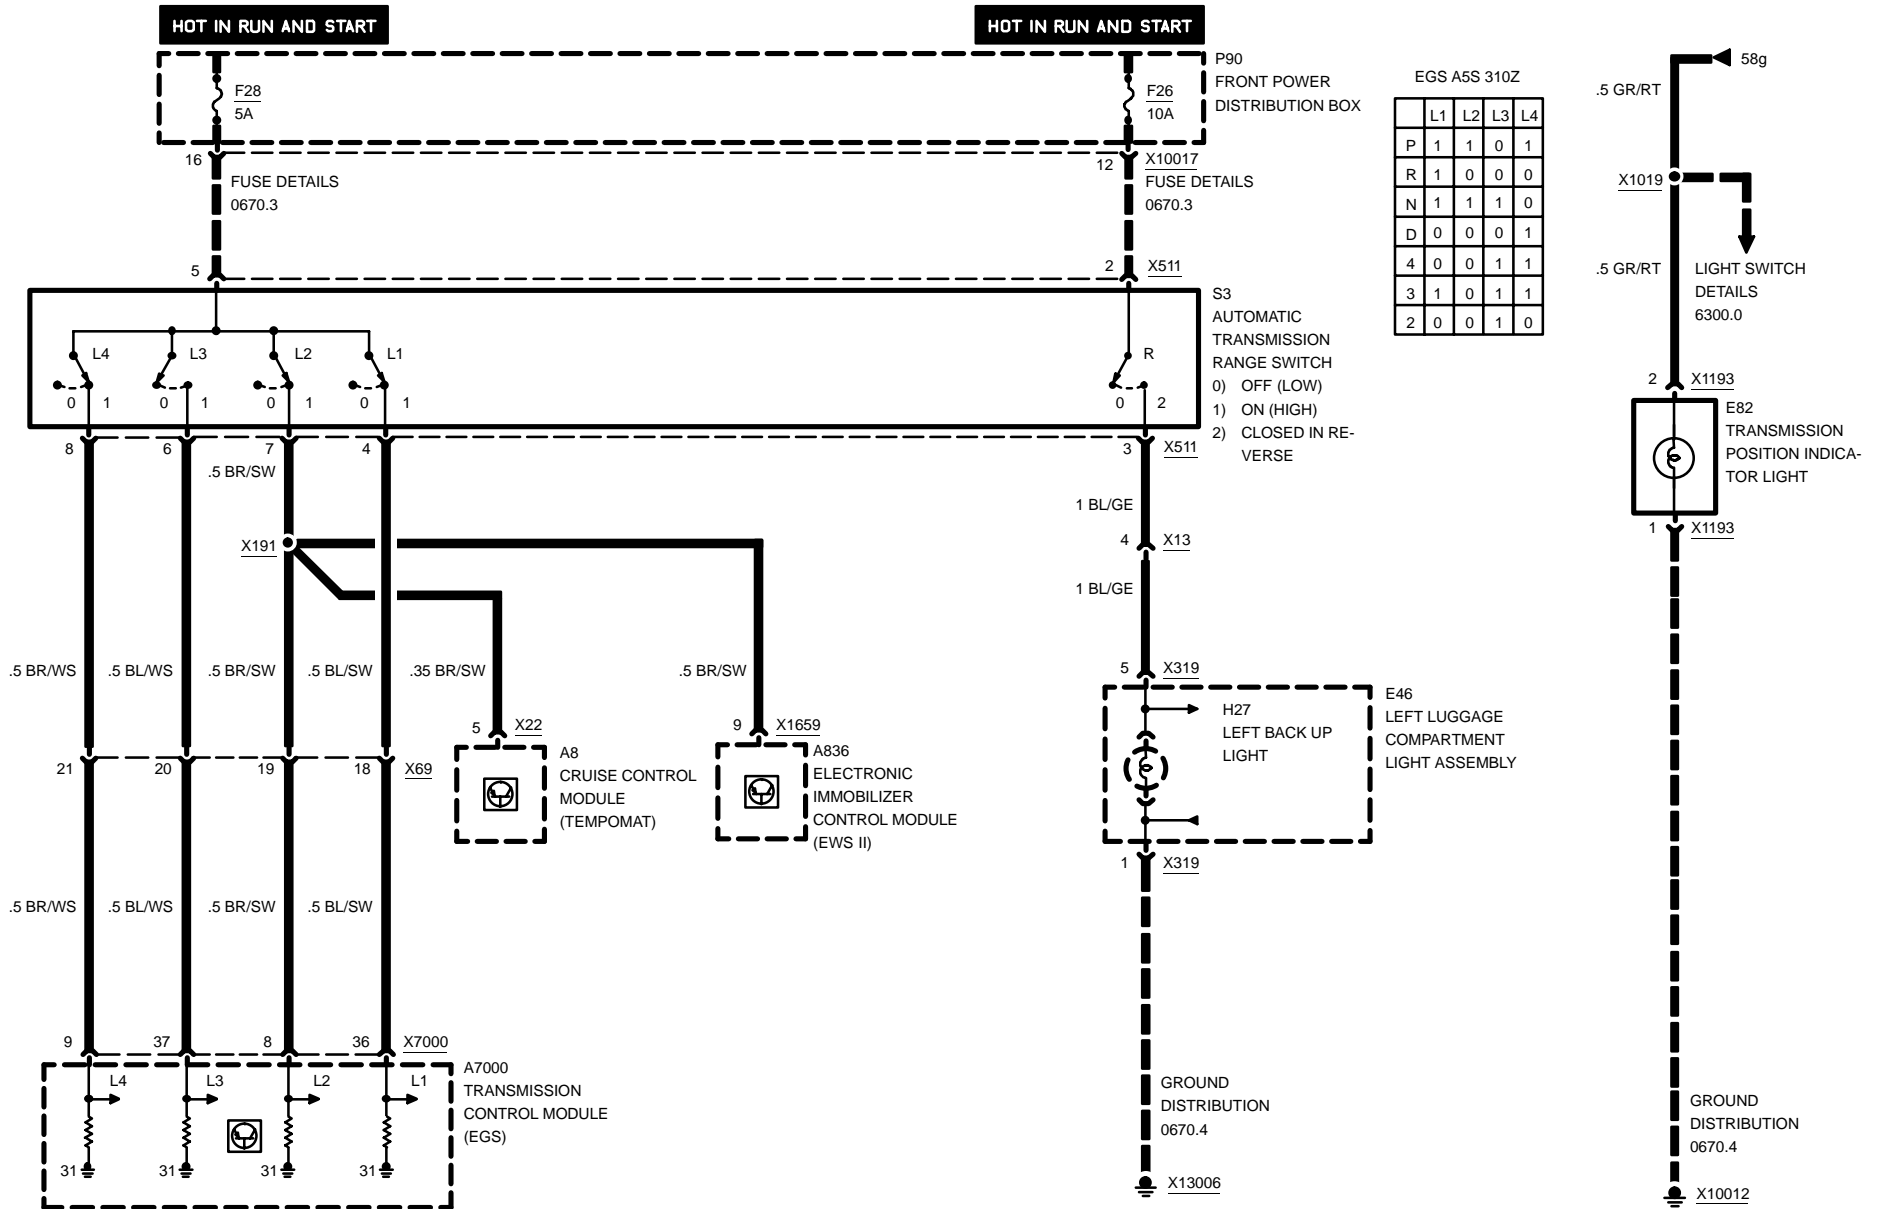 HOT IN RUN AND START
HOT IN RUN AND START
F28
5A
F26
10A
P90
FRONT POWER
DISTRIBUTION BOX
16
FUSE DETAILS
0670.3
12
X10017
FUSE DETAILS
0670.3
5
2
X511
EGS A5S 310Z
L1 L2 L3 L4
P 1 1 0 1
R 1 0 0 0
N 1 1 1 0
D 0 0 0 1
4 0 0 1 1
3 1 0 1 1
2 0 0 1 0
58g
.5 GR/RT
X1019
.5 GR/RT
LIGHT SWITCH
DETAILS
6300.0
L4
L3
L2
L1
R
0 1
0 1
0 1
0 1
0 2
S3
AUTOMATIC
TRANSMISSION
RANGE SWITCH
0) OFF (LOW)
1) ON (HIGH)
2) CLOSED IN RE-
VERSE
8
6
7
4
3
X511
.5 BR/SW
2
X1193
E82
TRANSMISSION
POSITION INDICA-
TOR LIGHT
1
X1193
X191
1 BL/GE
4
X13
1 BL/GE
.5 BR/WS
.5 BL/WS
.5 BR/SW
.5 BL/SW
.35 BR/SW
.5 BR/SW
5
X319
5
X22
9
X1659
H27
LEFT BACK UP
LIGHT
E46
LEFT LUGGAGE
COMPARTMENT
LIGHT ASSEMBLY
21
20
19
18
X69
A8
CRUISE CONTROL
MODULE
(TEMPOMAT)
A836
ELECTRONIC
IMMOBILIZER
CONTROL MODULE
(EWS II)
1
X319
.5 BR/WS
.5 BL/WS
.5 BR/SW
.5 BL/SW
9
37
8
36
X7000
L4
L3
L2
L1
31
31
31
31
A7000
TRANSMISSION
CONTROL MODULE
(EGS)
GROUND
DISTRIBUTION
0670.4
X13006
GROUND
DISTRIBUTION
0670.4
X10012